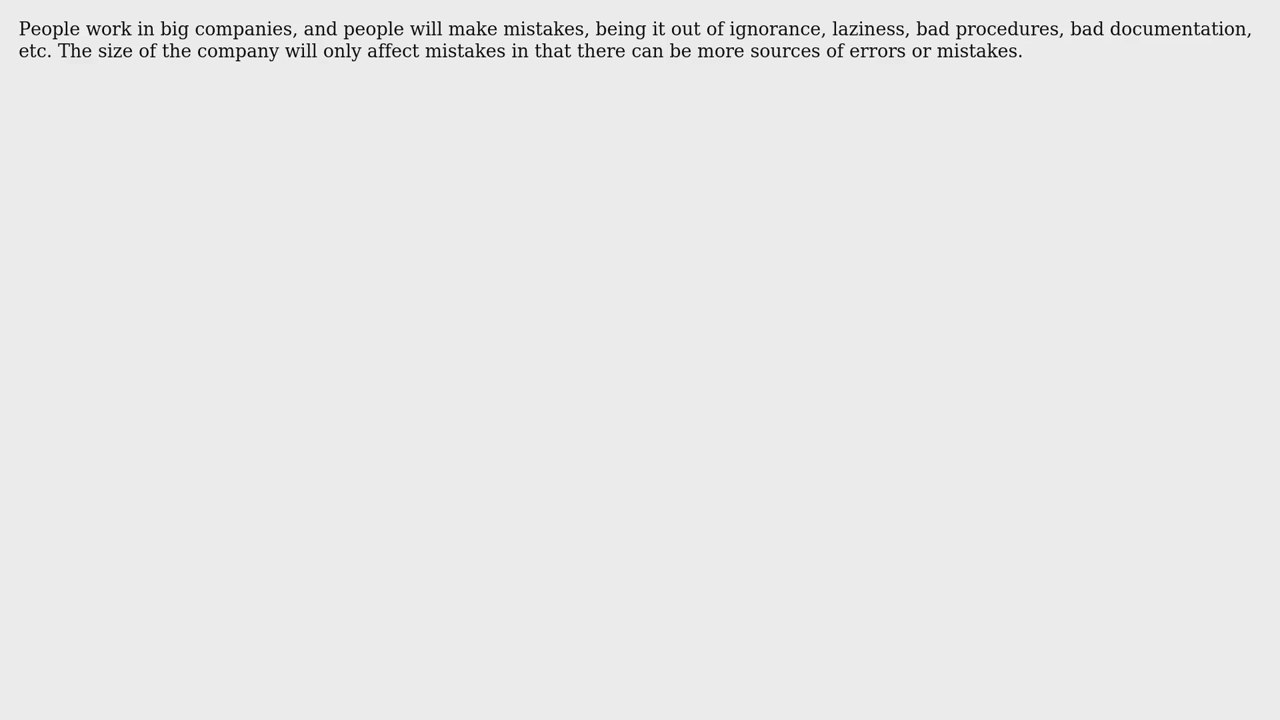 People work in big companies, and people will make mistakes, being it out of ignorance, laziness, bad procedures, bad documentation,
etc. The size of the company will only affect mistakes in that there can be more sources of errors or mistakes.